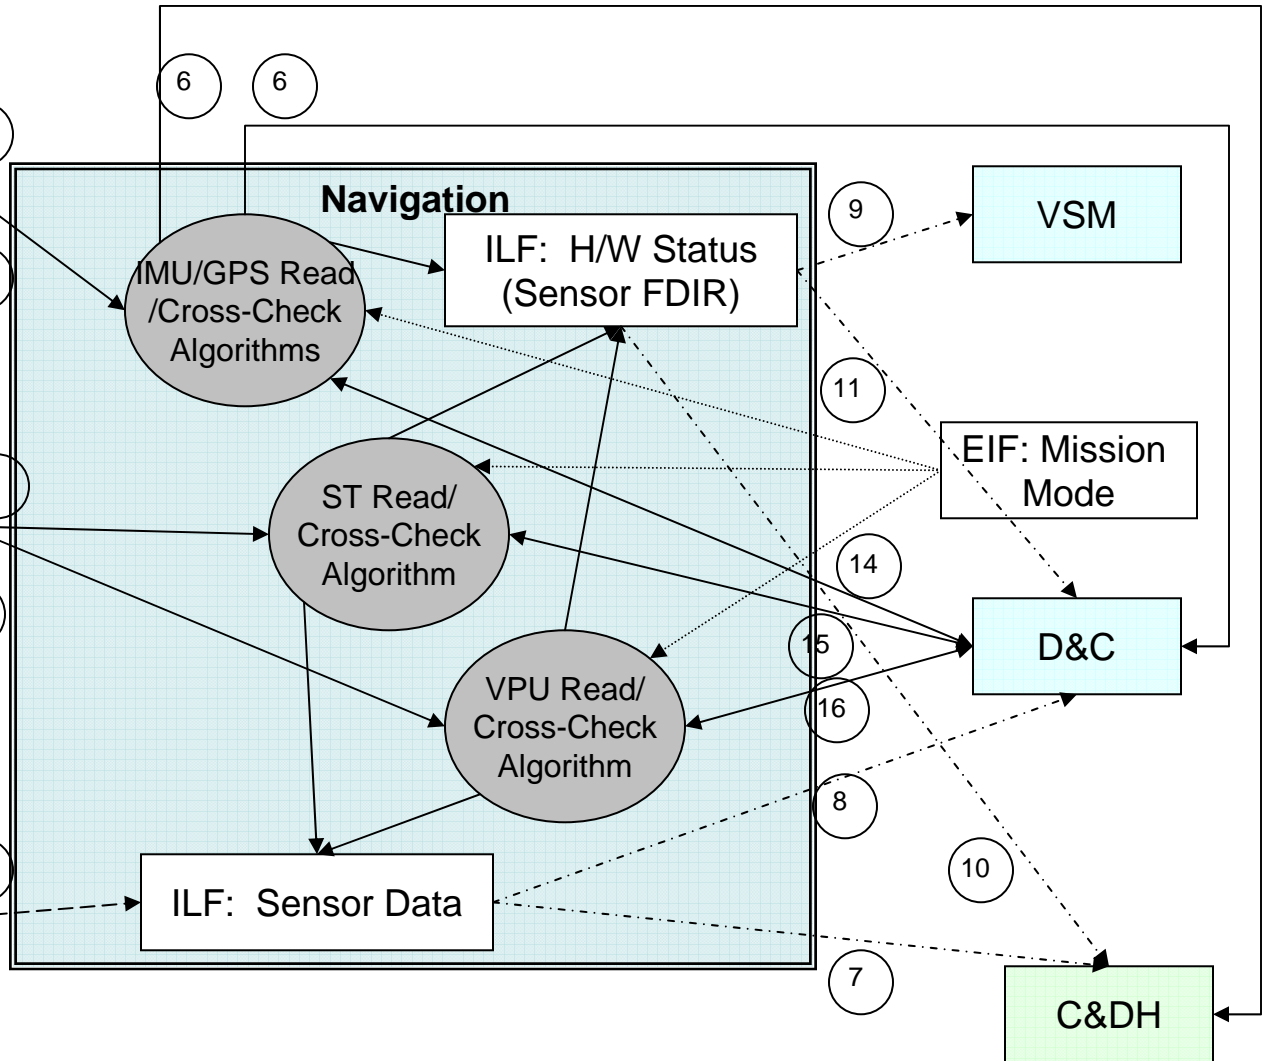 6
6
Navigation
9
VSM
ILF: H/W Status
(Sensor FDIR)
IMU/GPS Read
/Cross-Check
Algorithms
11
EIF: Mission
Mode
ST Read/
Cross-Check
Algorithm
14
15
D&C
VPU Read/
Cross-Check
Algorithm
16
8
10
ILF: Sensor Data
7
C&DH